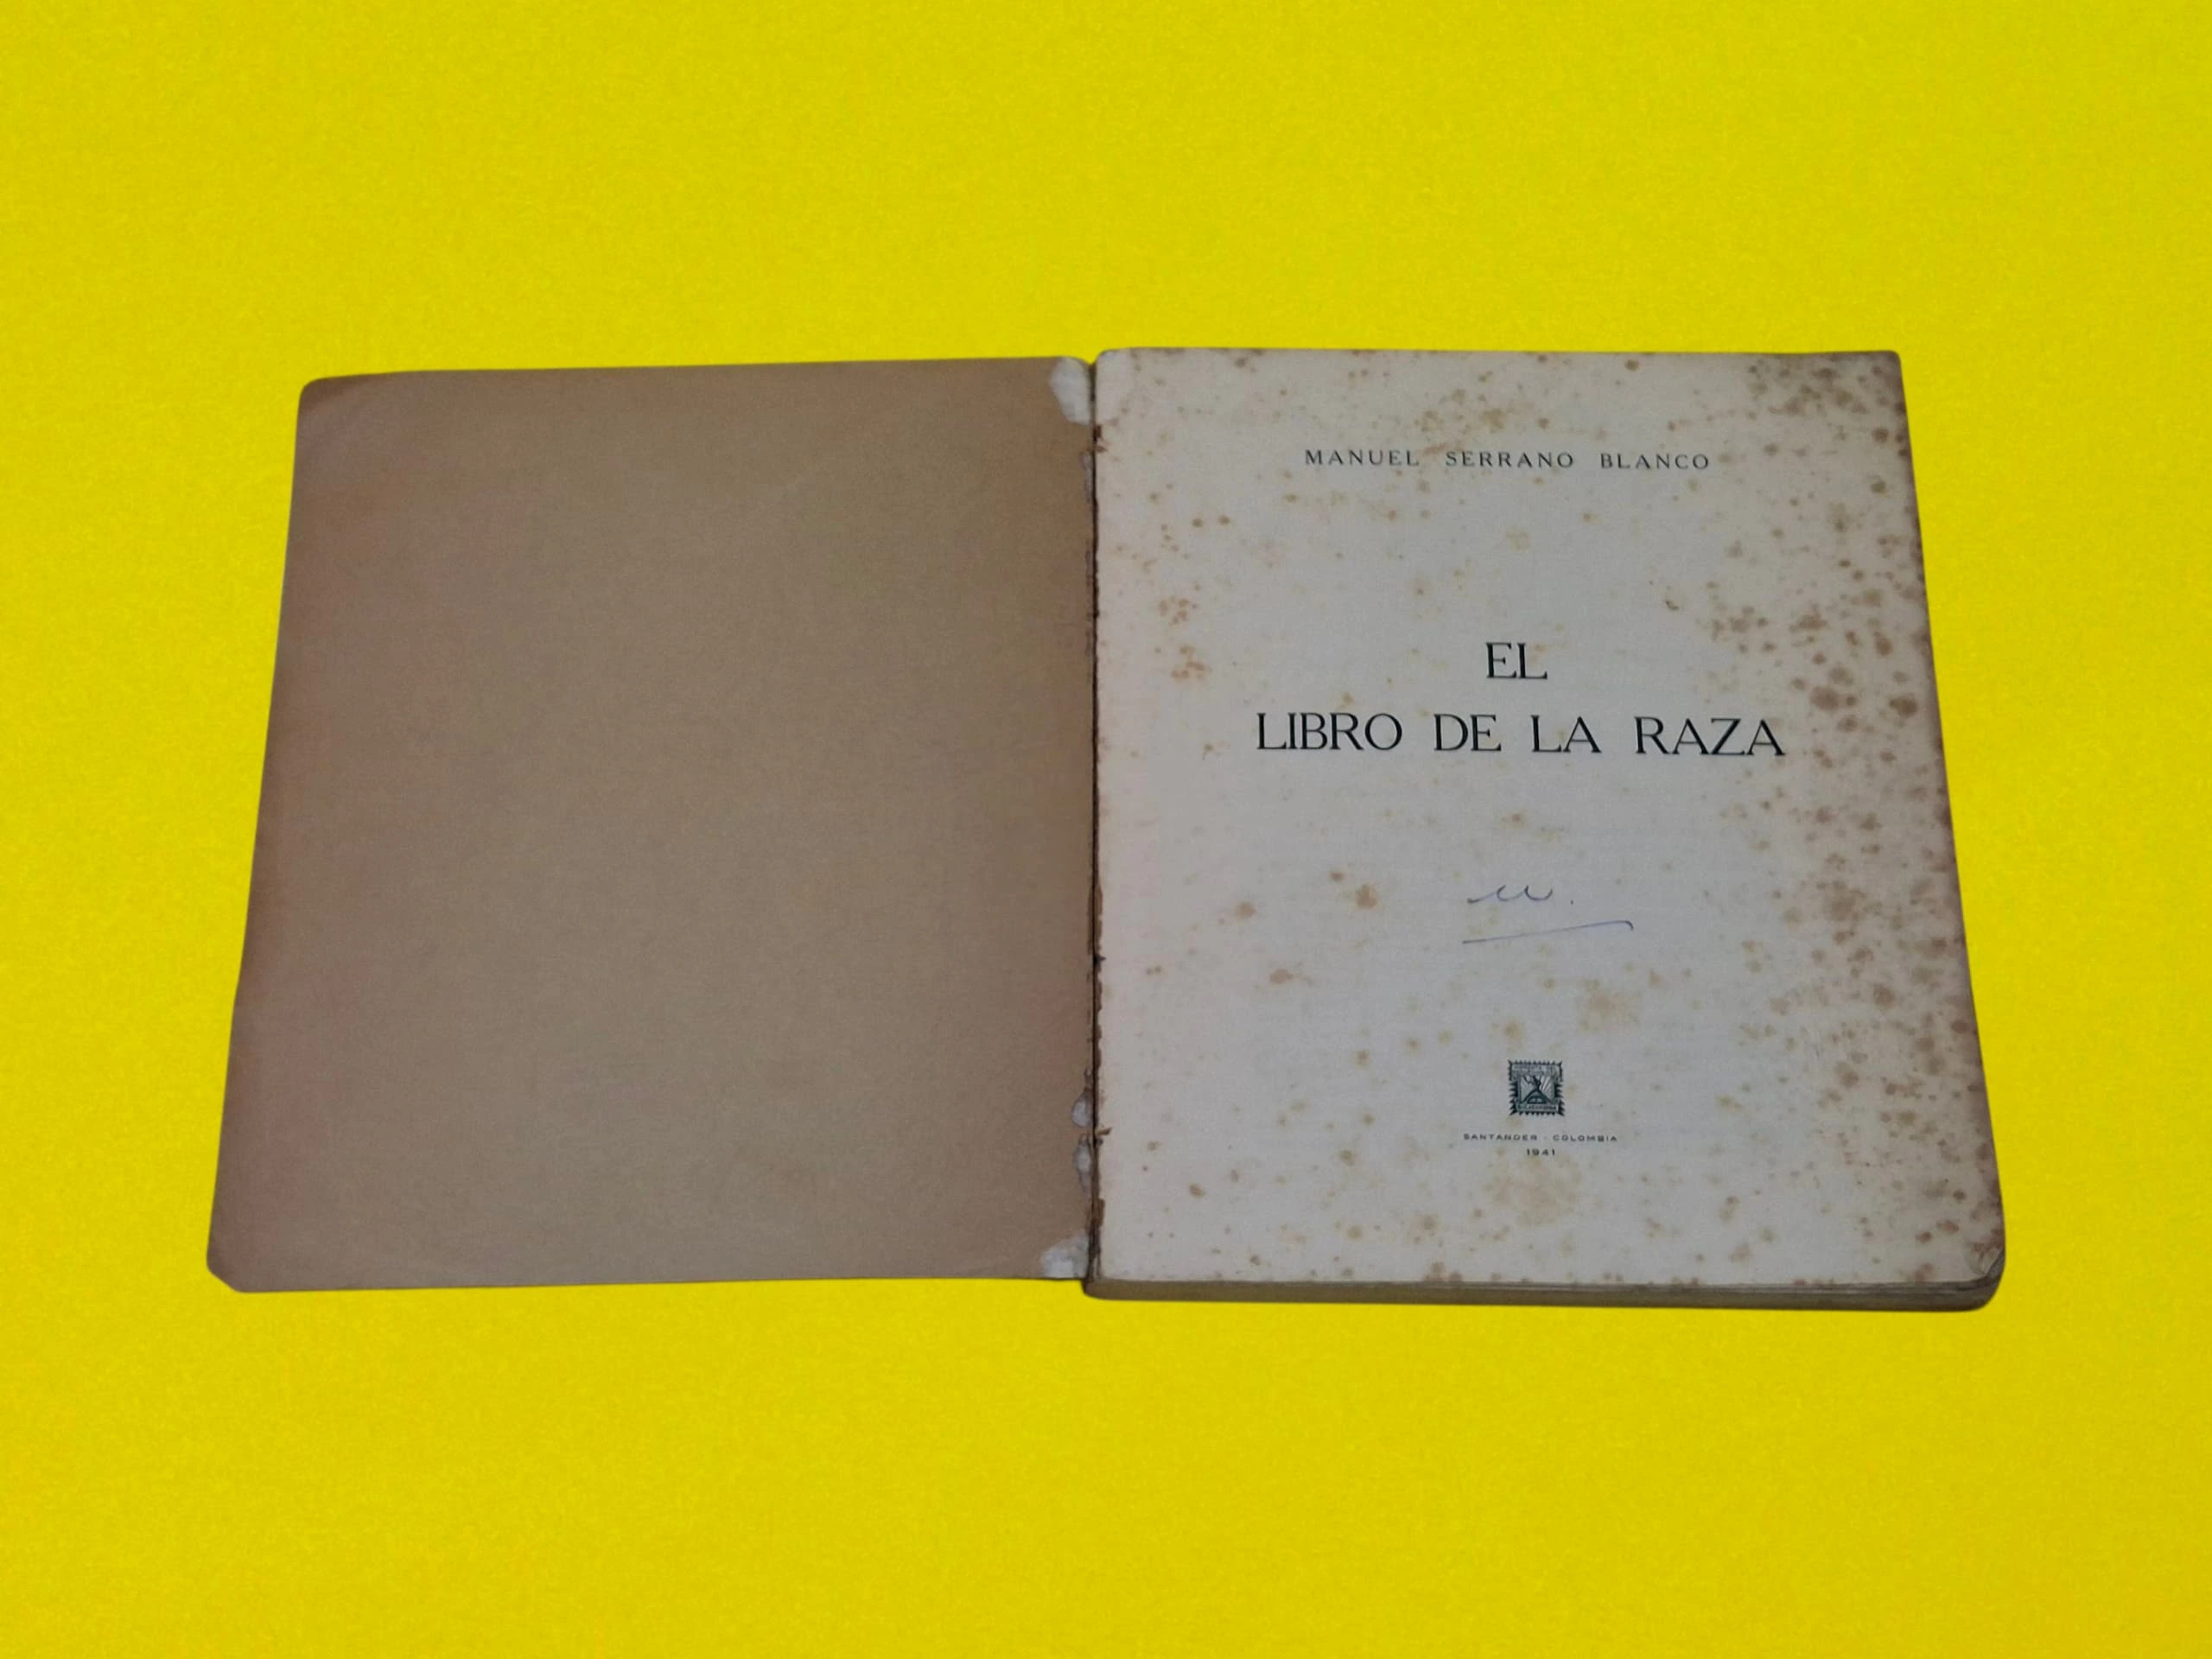 MANUEL SERRANO BLANCO
EL
LIBRO DE LA RAZA
SANTANDER - COLOMBIA
1941